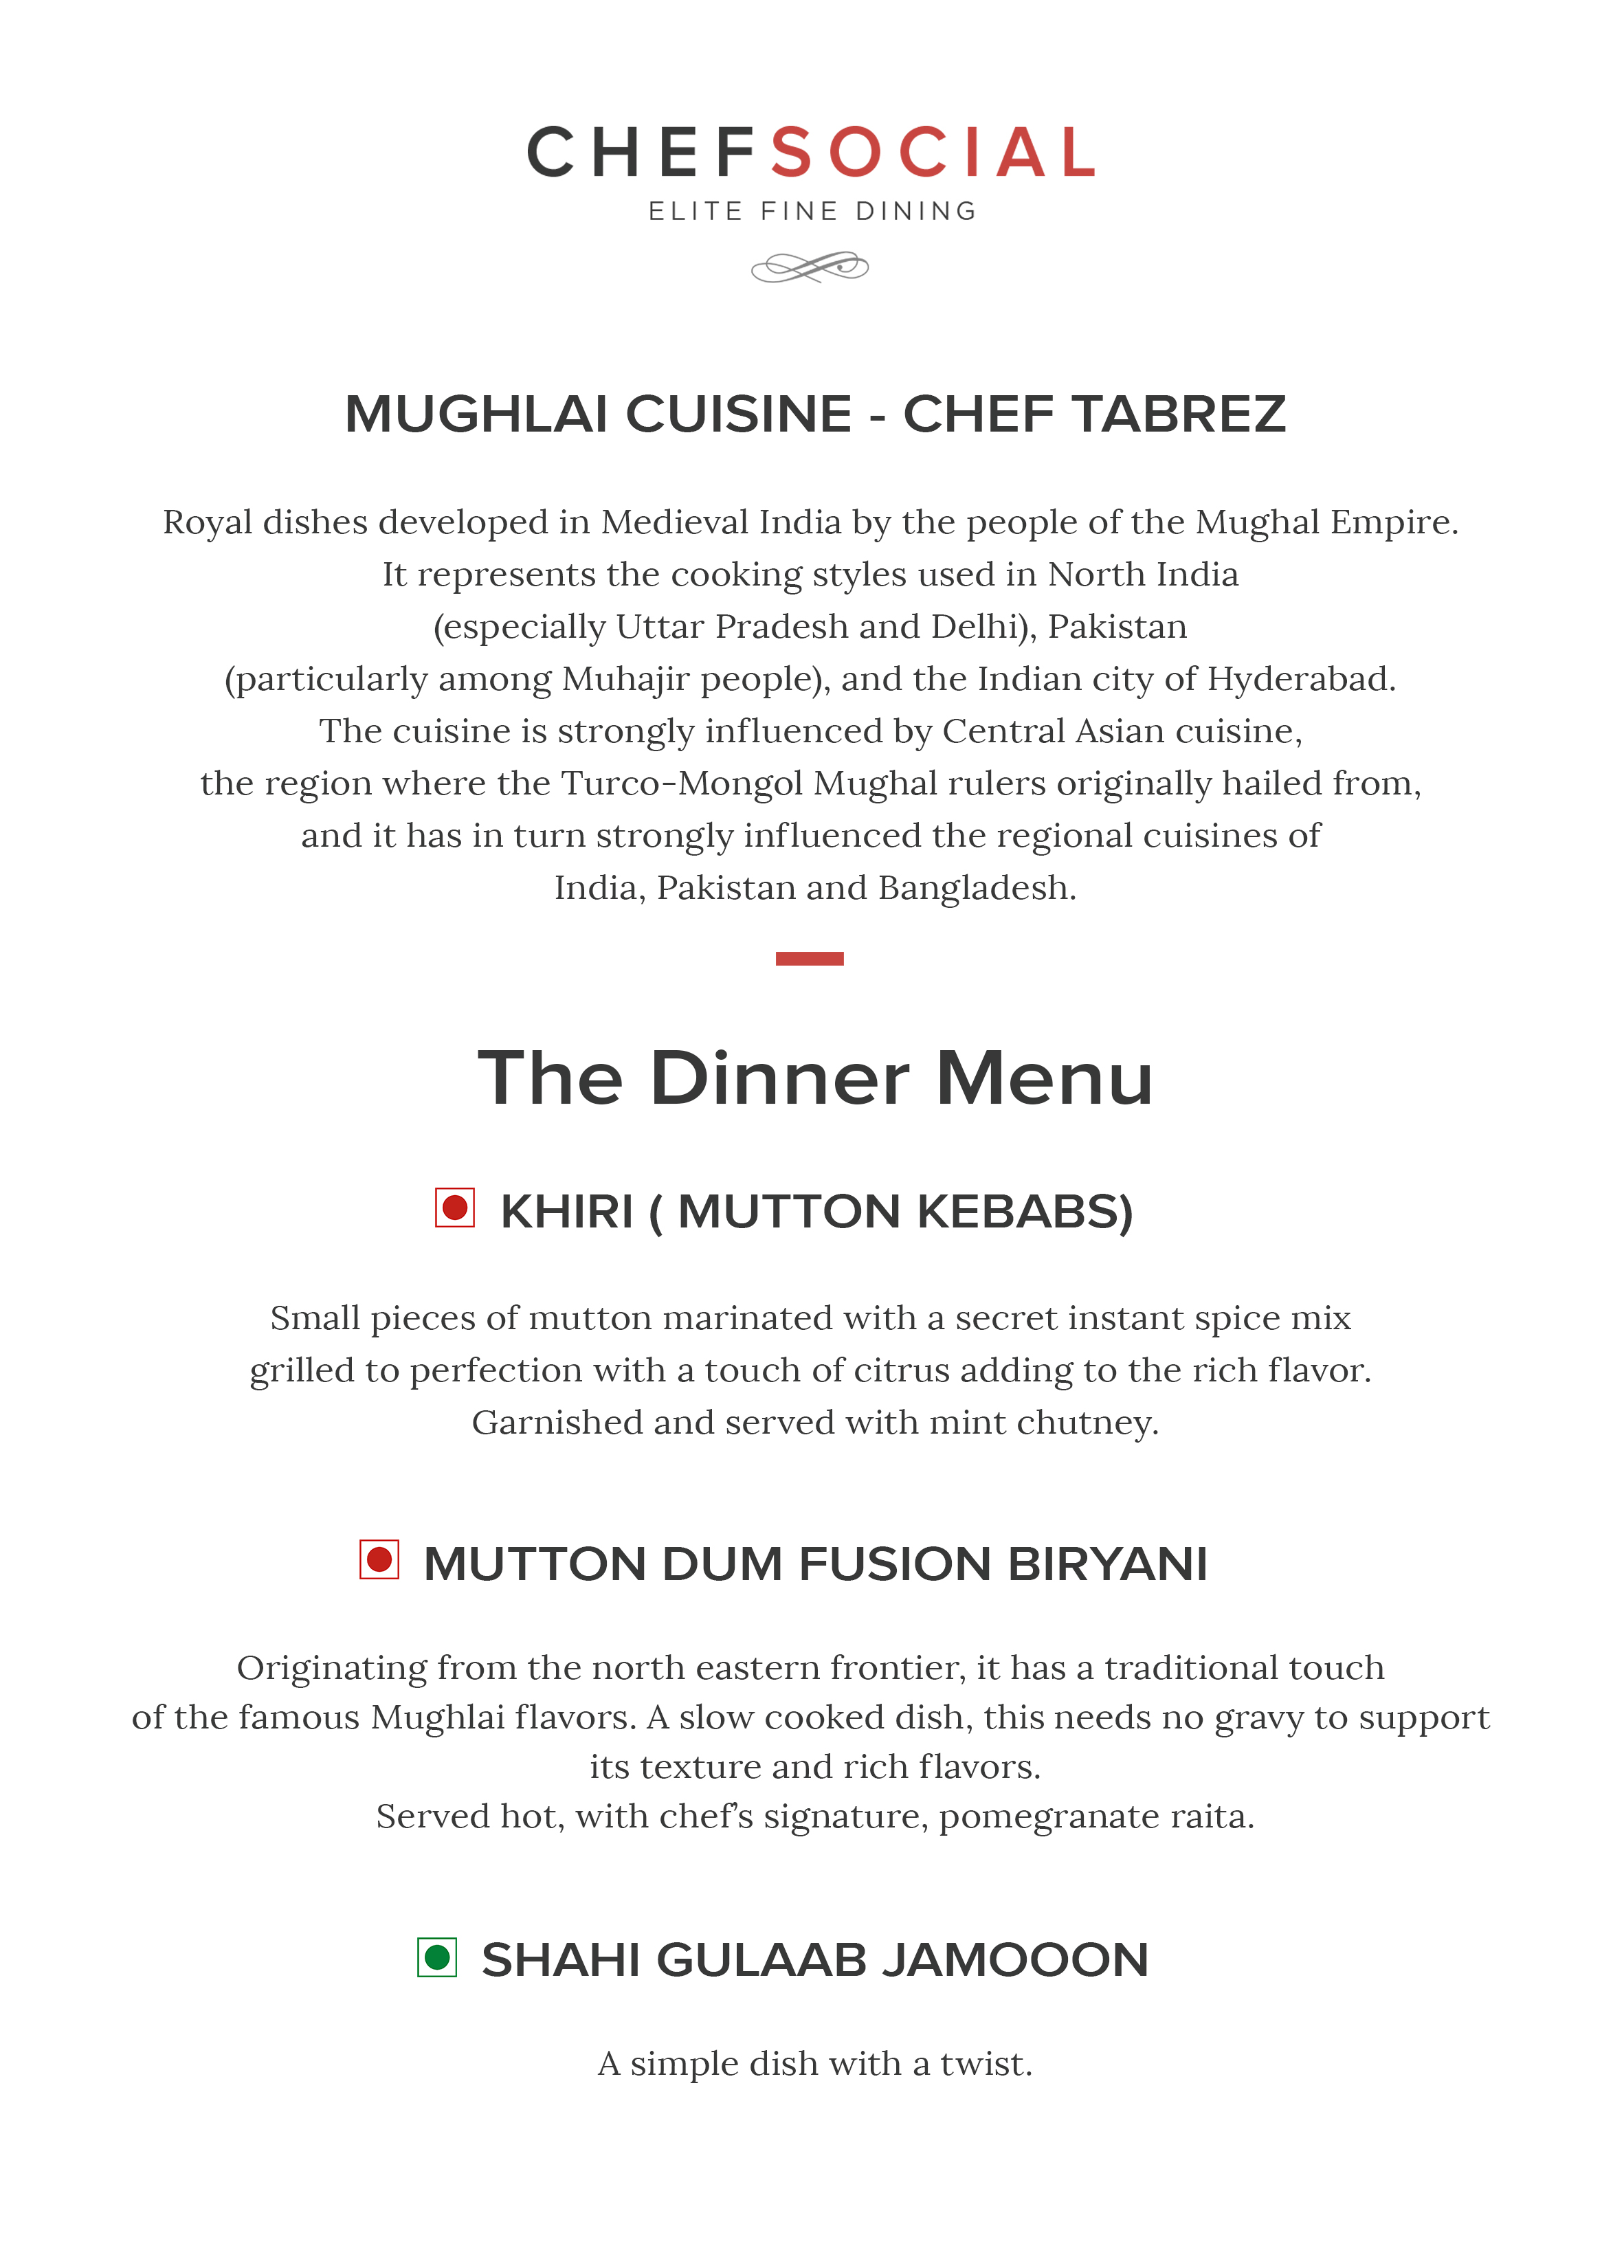 CHEFSOCIAL
ELITE FINE DINING
MUGHLAI CUISINE - CHEF TABREZ
Royal dishes developed in Medieval India by the people of the Mughal Empire.
It represents the cooking styles used in North India
(especially Uttar Pradesh and Delhi), Pakistan
(particularly among Muhajir people), and the Indian city of Hyderabad.
The cuisine is strongly influenced by Central Asian cuisine,
the region where the Turco-Mongol Mughal rulers originally hailed from,
and it has in turn strongly influenced the regional cuisines of
India, Pakistan and Bangladesh.
The Dinner Menu
KHIRI ( MUTTON KEBABS)
Small pieces of mutton marinated with a secret instant spice mix
grilled to perfection with a touch of citrus adding to the rich flavor.
Garnished and served with mint chutney.
MUTTON DUM FUSION BIRYANI
Originating from the north eastern frontier, it has a traditional touch
of the famous Mughlai flavors. A slow cooked dish, this needs no gravy to support
its texture and rich flavors.
Served hot, with chef’s signature, pomegranate raita.
SHAHI GULAAB JAMOOON
A simple dish with a twist.